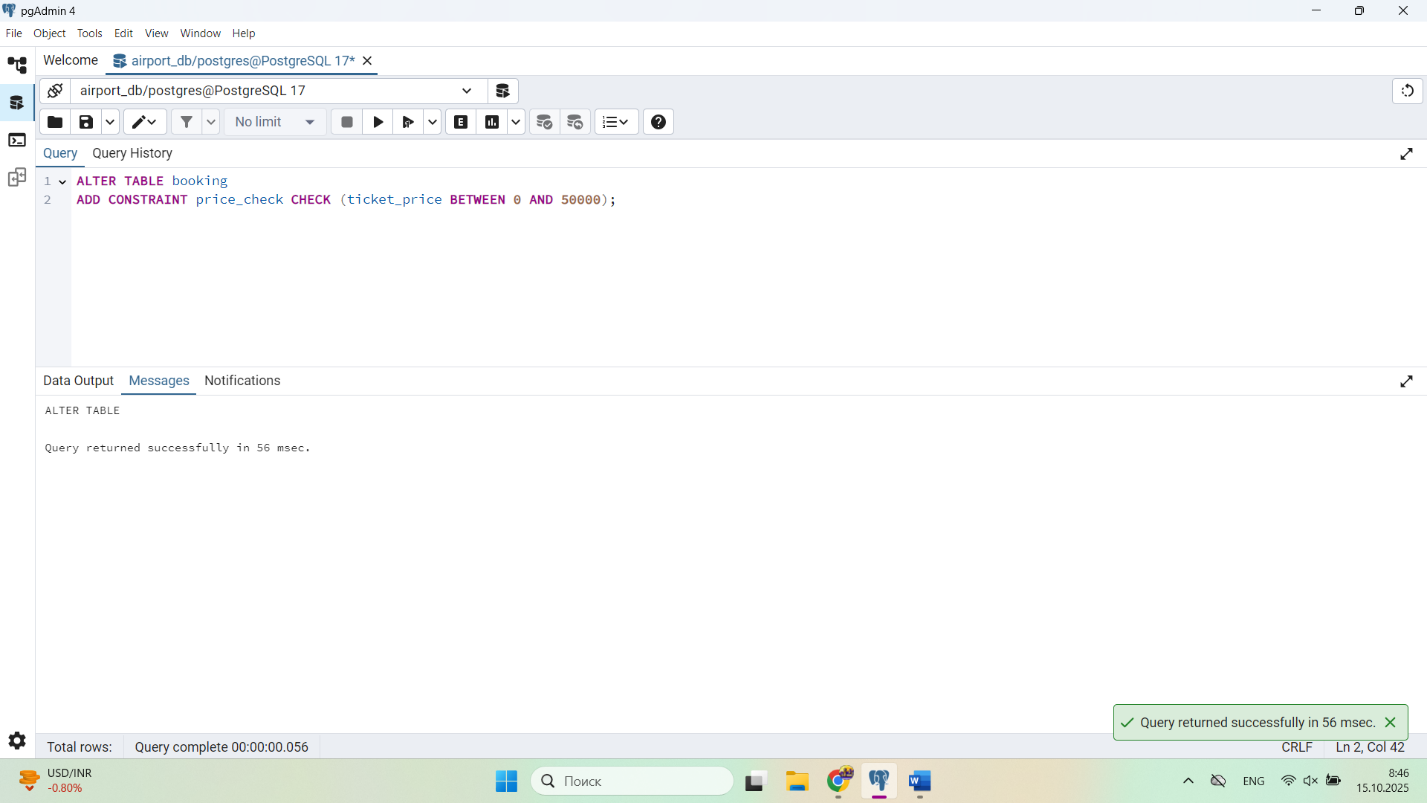 pgAdmin 4
File Object Tools Edit View Window Help
Welcome airport_db/postgres@PostgreSQL 17*
airport_db/postgres@PostgreSQL 17
No limit E
Query Query History
1 ALTER TABLE booking
2 ADD CONSTRAINT price_check CHECK (ticket_price BETWEEN 0 AND 50000);
Data Output Messages Notifications
ALTER TABLE
Query returned successfully in 56 msec.
Query returned successfully in 56 msec.
Total rows: Query complete 00:00:00.056 CRLF Ln 2, Col 42
USD/INR
-0.80%
Поиск
ENG
8:46
15.10.2025